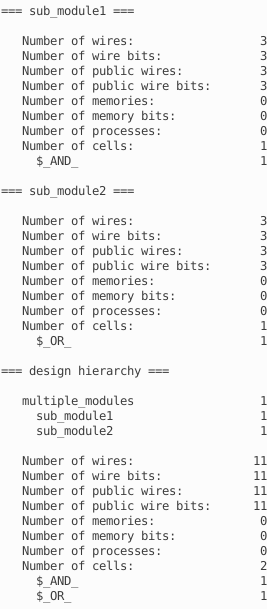 === sub_module1 ===
Number of wires: 3
Number of wire bits: 3
Number of public wires: 3
Number of public wire bits: 3
Number of memories: 0
Number of memory bits: 0
Number of processes: 0
Number of cells: 1
$_AND_ 1
=== sub_module2 ===
Number of wires: 3
Number of wire bits: 3
Number of public wires: 3
Number of public wire bits: 3
Number of memories: 0
Number of memory bits: 0
Number of processes: 0
Number of cells: 1
$_OR_ 1
=== design hierarchy ===
multiple_modules 1
sub_module1 1
sub_module2 1
Number of wires: 11
Number of wire bits: 11
Number of public wires: 11
Number of public wire bits: 11
Number of memories: 0
Number of memory bits: 0
Number of processes: 0
Number of cells: 2
$_AND_ 1
$_OR_ 1